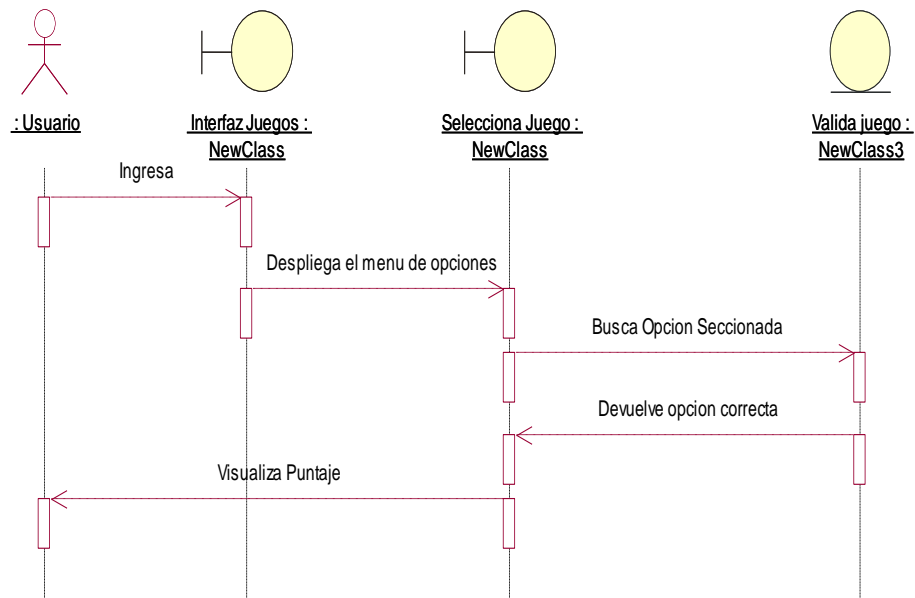 : Usuario
Interfaz Juegos :
NewClass
Selecciona Juego :
NewClass
Valida juego :
NewClass3
Ingresa
Despliega el menu de opciones
Busca Opcion Seccionada
Devuelve opcion correcta
Visualiza Puntaje